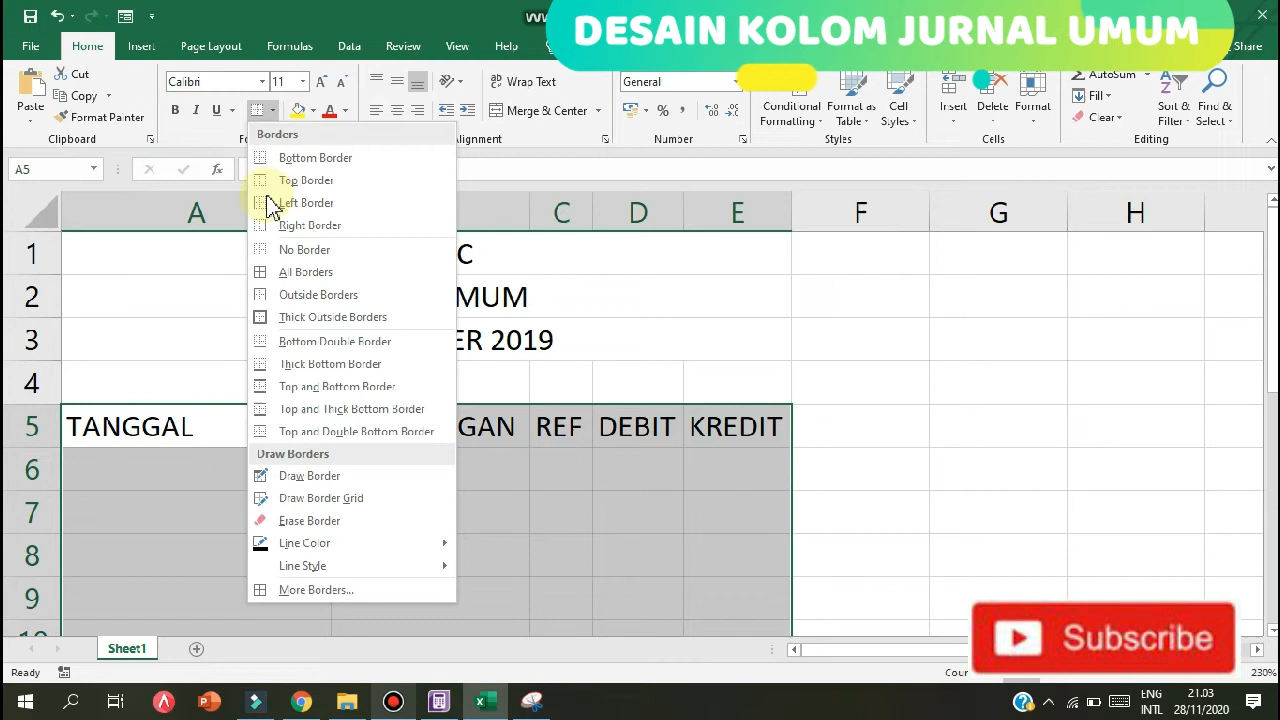 DESAIN KOLOM JURNAL UMUM
File Home Insert Page Layout Formulas Data Review View Help Share
Cut
Copy
Format Painter
Paste
Clipboard
Calibri 11
B U
Wrap Text
Merge & Center
Alignment
General
Number
Conditional Formatting
Format as Table
Cell Styles
Styles
Insert Delete Format
Cells
AutoSum
Fill
Clear
Sort & Filter
Find & Select
Editing
A5
fx
Borders
Bottom Border
Top Border
Left Border
Right Border
No Border
All Borders
Outside Borders
Thick Outside Borders
Bottom Double Border
Thick Bottom Border
Top and Bottom Border
Top and Thick Bottom Border
Top and Double Bottom Border
Draw Borders
Draw Border
Draw Border Grid
Erase Border
Line Color
Line Style
More Borders...
A C D E F G H
1 C
2 MUM
3 ER 2019
4
5 TANGGAL GAN REF DEBIT KREDIT
6
7
8
9
10
Subscribe
Sheet1
Ready
Cour
230%
ENG 21.03
INTL 28/11/2020